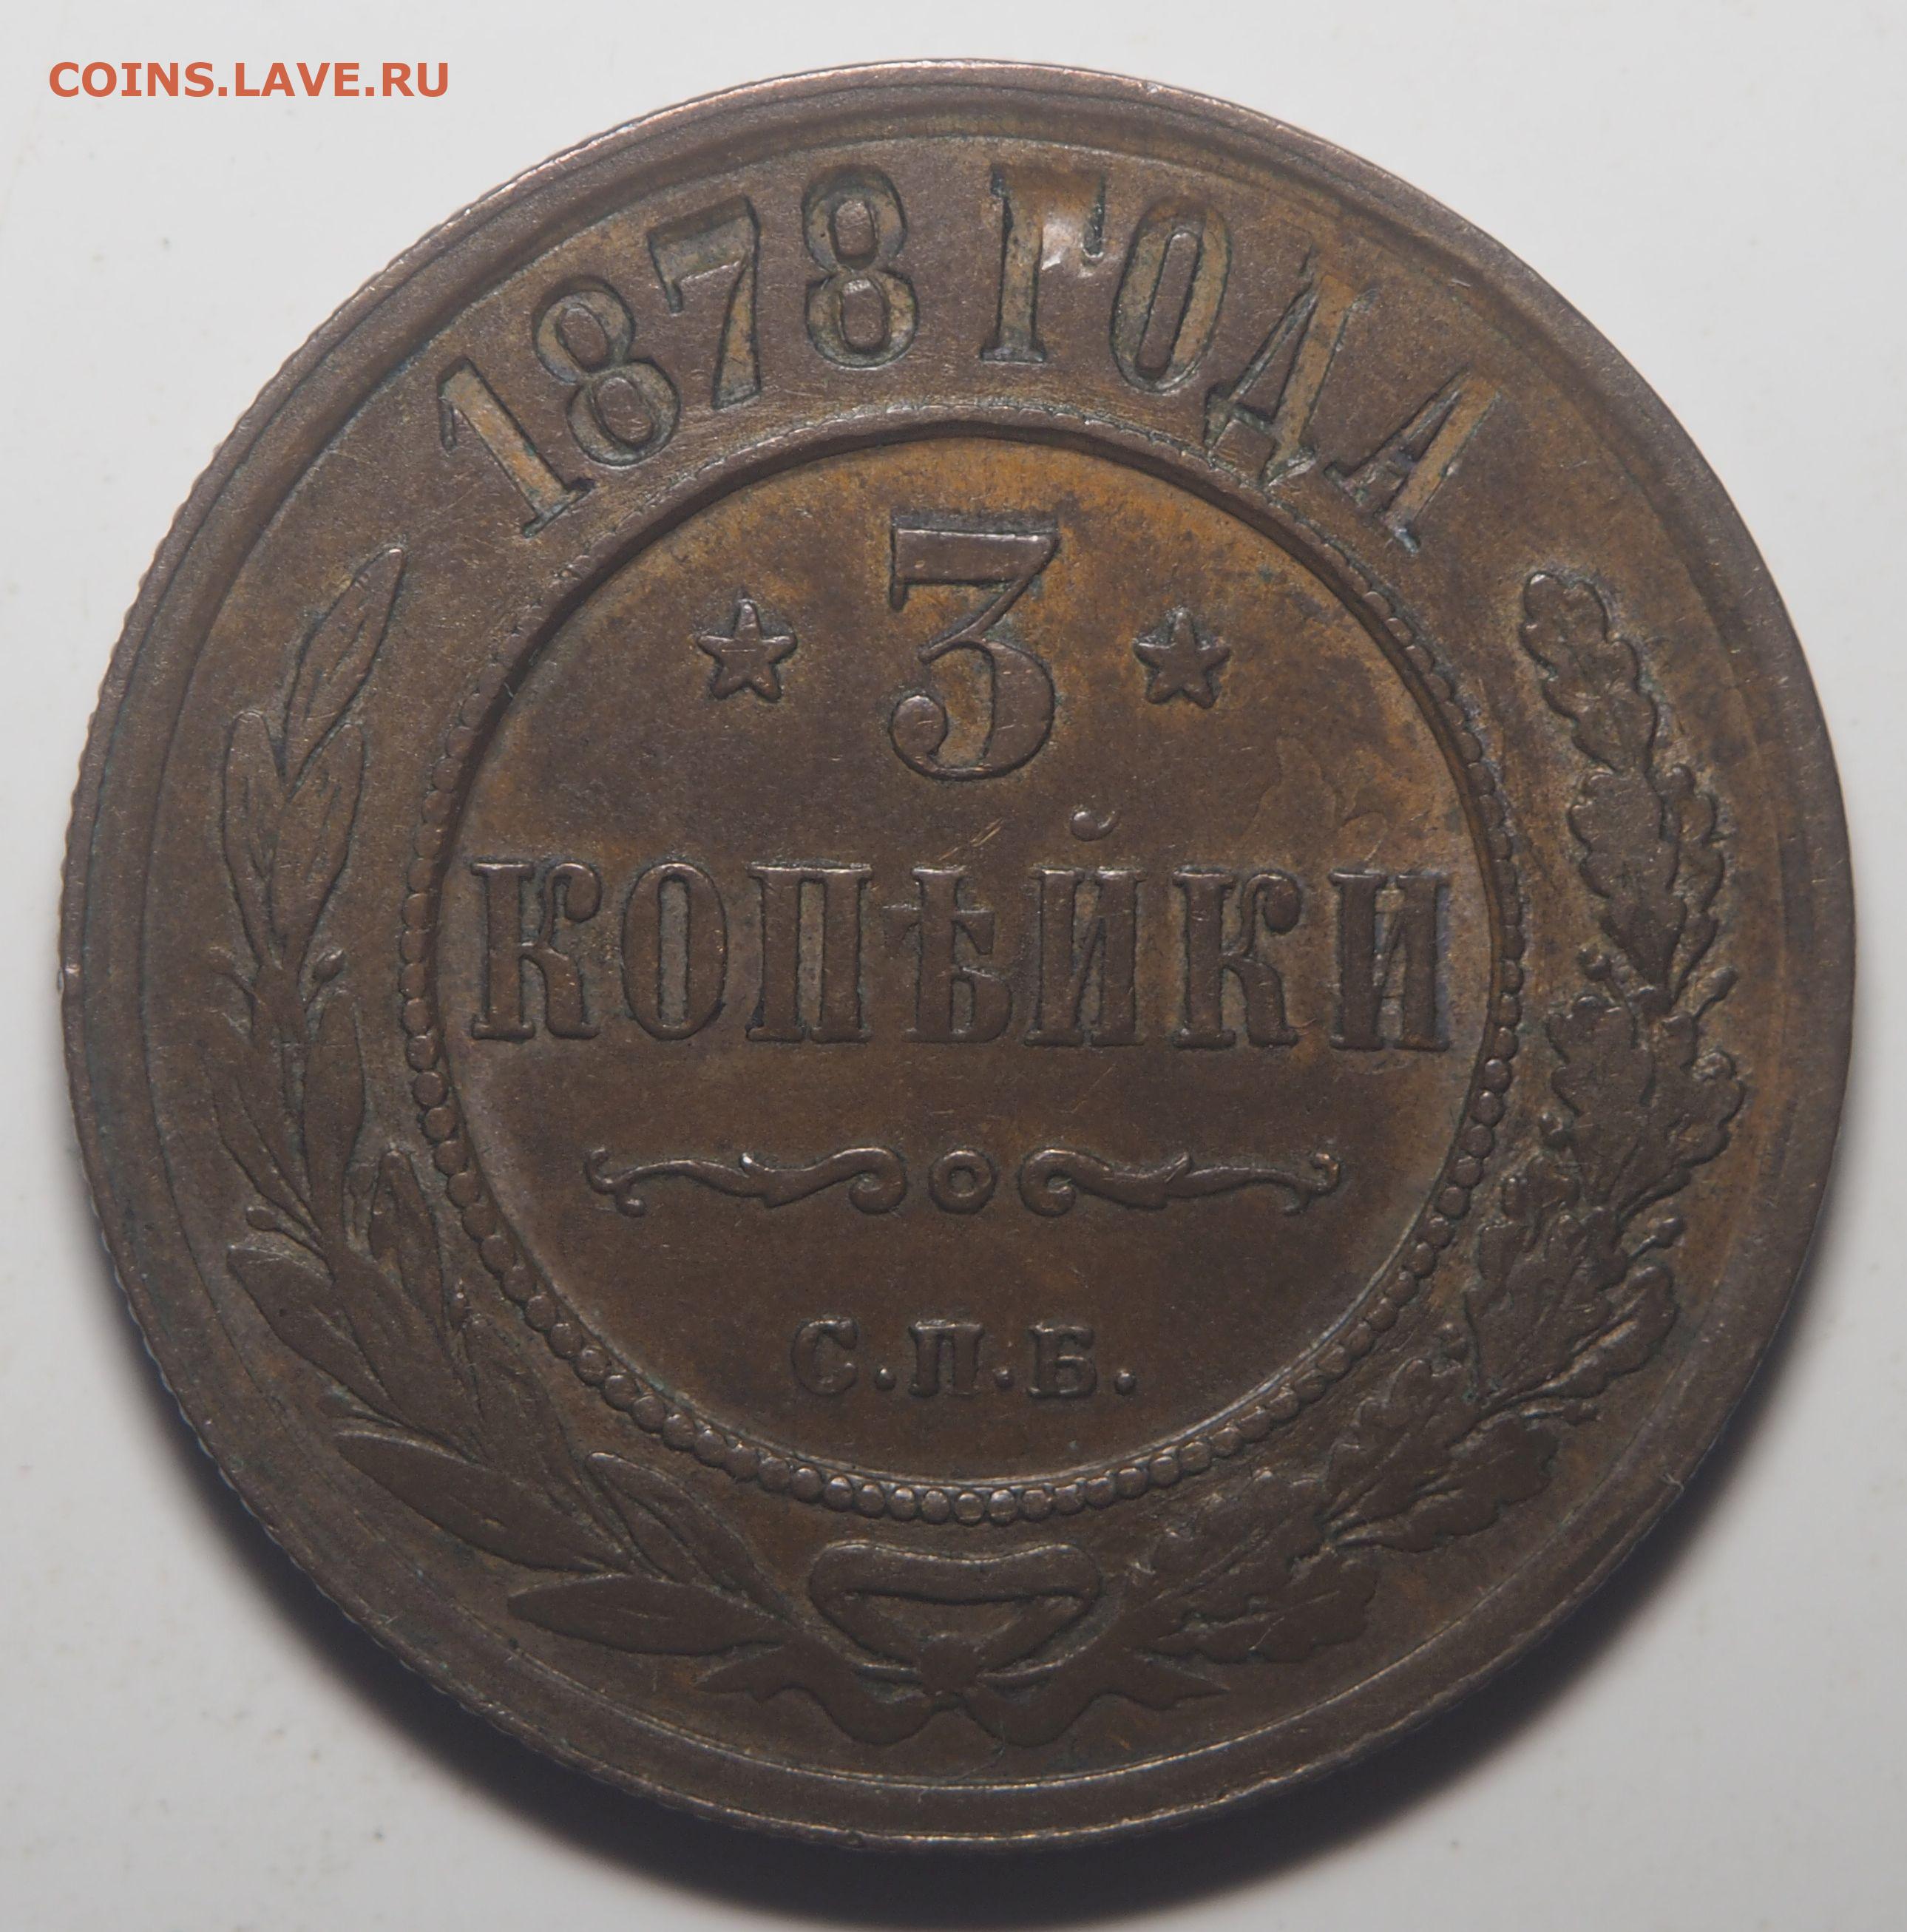 COINS.LAVE.RU
1878 ГОДА
3
КОПѢЙКИ
С.П.Б.